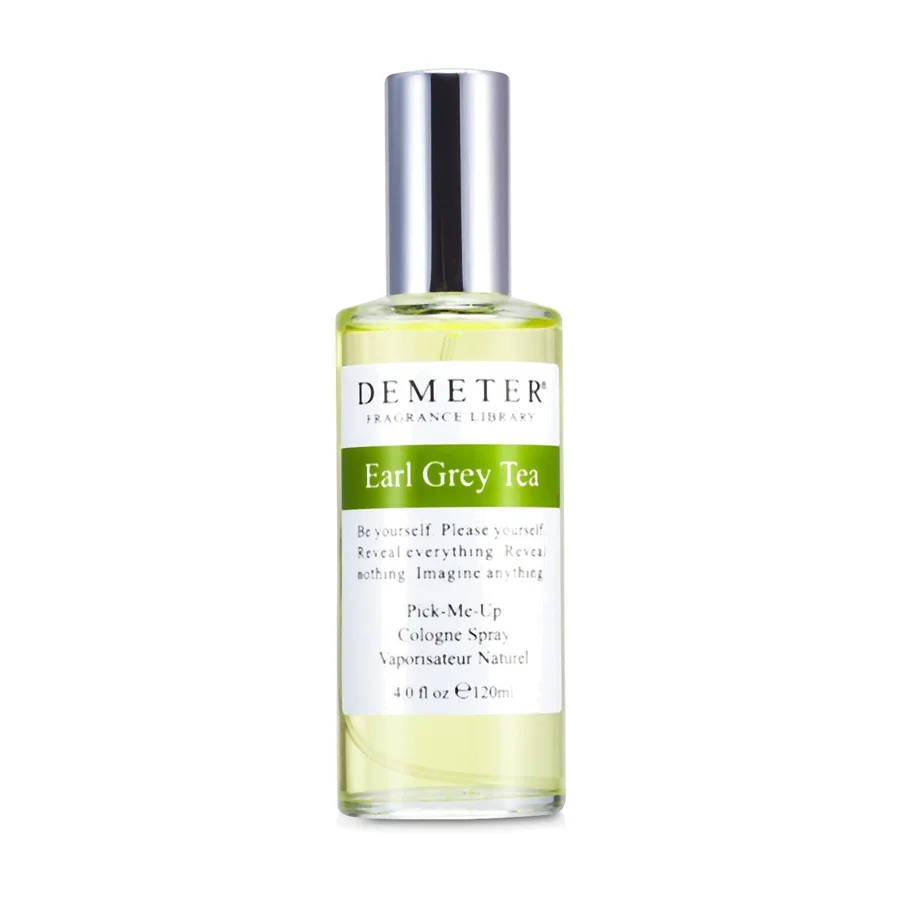 DEMETER®
FRAGRANCE LIBRARY
Earl Grey Tea
Be yourself. Please yourself.
Reveal everything. Reveal
nothing. Imagine anything.
Pick-Me-Up
Cologne Spray
Vaporisateur Naturel
4.0 fl oz ℮120ml